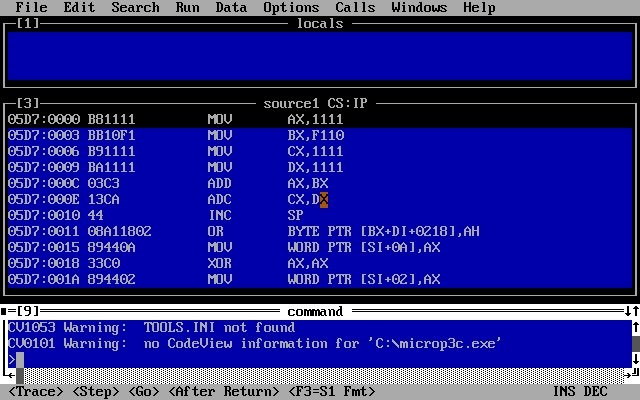 File Edit Search Run Data Options Calls Windows Help
[1] locals
[3] source1 CS:IP
05D7:0000 B81111 MOV AX,1111
05D7:0003 BB10F1 MOV BX,F110
05D7:0006 B91111 MOV CX,1111
05D7:0009 BA1111 MOV DX,1111
05D7:000C 03C3 ADD AX,BX
05D7:000E 13CA ADC CX,DX
05D7:0010 44 INC SP
05D7:0011 08A11802 OR BYTE PTR [BX+DI+0218],AH
05D7:0015 89440A MOV WORD PTR [SI+0A],AX
05D7:0018 33C0 XOR AX,AX
05D7:001A 894402 MOV WORD PTR [SI+02],AX
[9] command
CV1053 Warning: TOOLS.INI not found
CV0101 Warning: no CodeView information for 'C:\microp3c.exe'
>
<Trace> <Step> <Go> <After Return> <F3=S1 Fmt> INS DEC